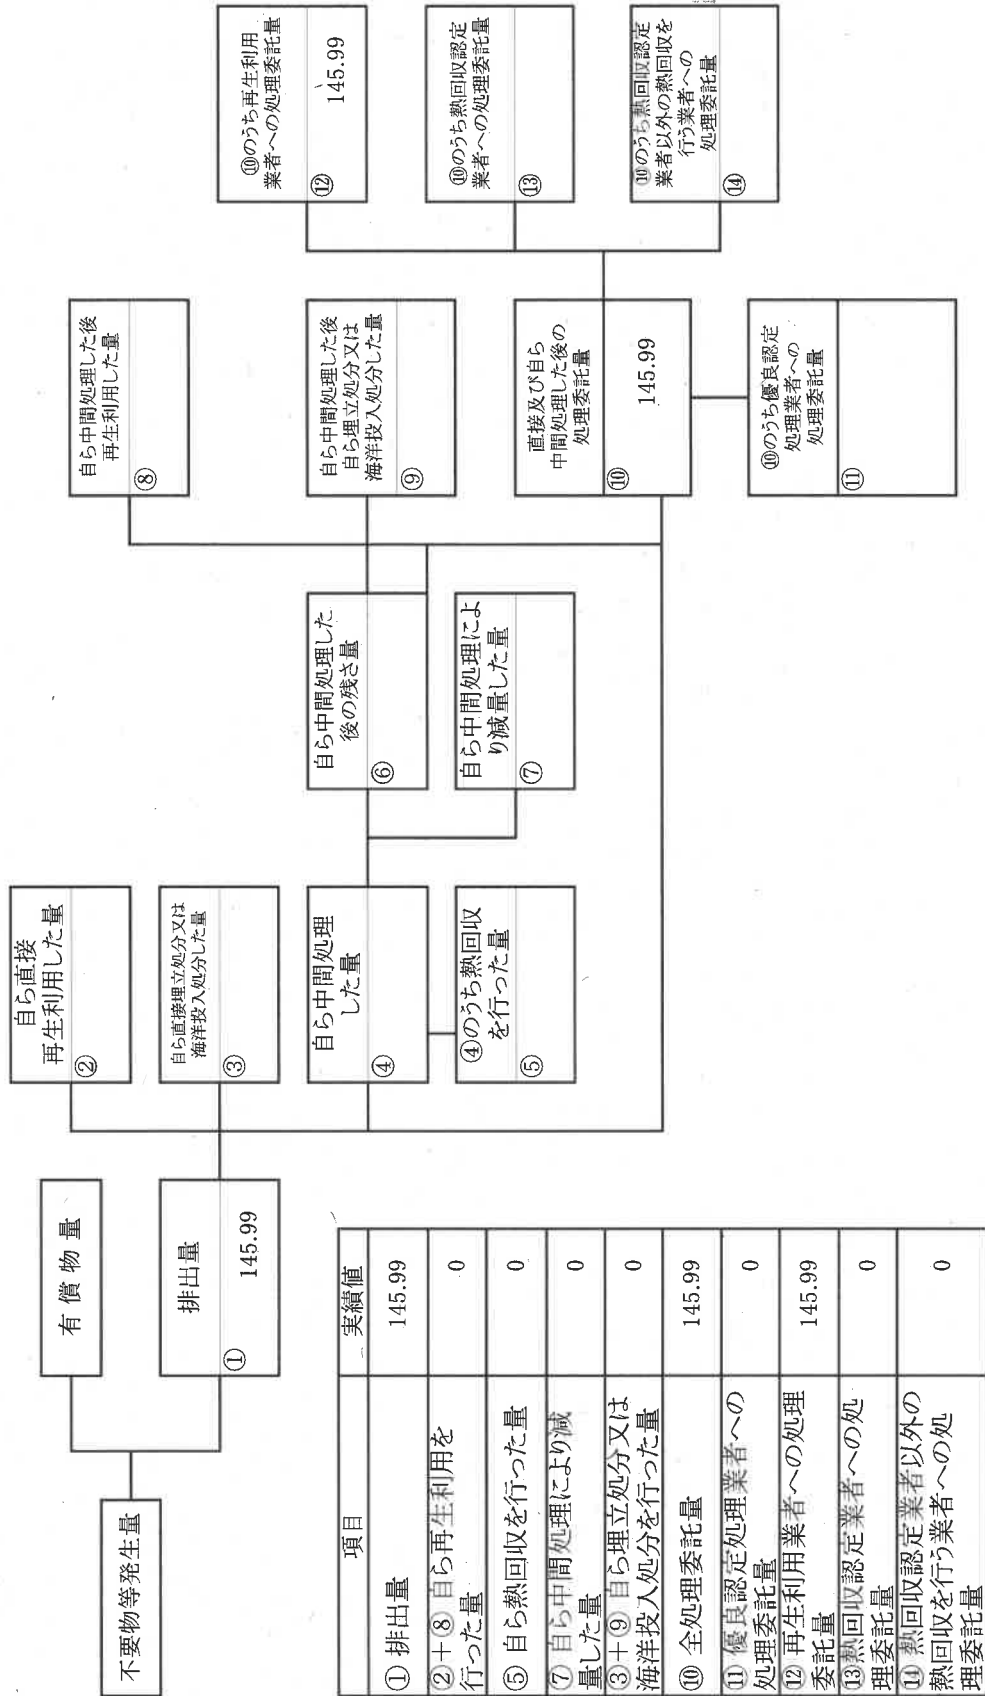 不要物等発生量
有償物量
排出量
①
145.99
自ら直接
再生利用した量
②
自ら直接埋立処分又は
海洋投入処分した量
③
自ら中間処理
した量
④
④のうち熱回収
を行った量
⑤
自ら中間処理した
後の残さ量
⑥
自ら中間処理によ
り減量した量
⑦
自ら中間処理した後
再生利用した量
⑧
自ら中間処理した後
自ら埋立処分又は
海洋投入処分した量
⑨
直接及び自ら
中間処理した後の
処理委託量
⑩
145.99
⑩のうち優良認定
処理業者への
処理委託量
⑪
⑩のうち再生利用
業者への処理委託量
⑫
145.99
⑩のうち熱回収認定
業者への処理委託量
⑬
⑩のうち熱回収認定
業者以外の熱回収を
行う業者への
処理委託量
⑭
項目 実績値
① 排出量 145.99
②+⑧ 自ら再生利用を
行った量 0
⑤ 自ら熱回収を行った量 0
⑦ 自ら中間処理により減
量した量 0
③+⑨ 自ら埋立処分又は
海洋投入処分を行った量 0
⑩ 全処理委託量 145.99
⑪ 優良認定処理業者への
処理委託量 0
⑫ 再生利用業者への処理
委託量 145.99
⑬熱回収認定業者への処
理委託量 0
⑭ 熱回収認定業者以外の
熱回収を行う業者への処
理委託量 0